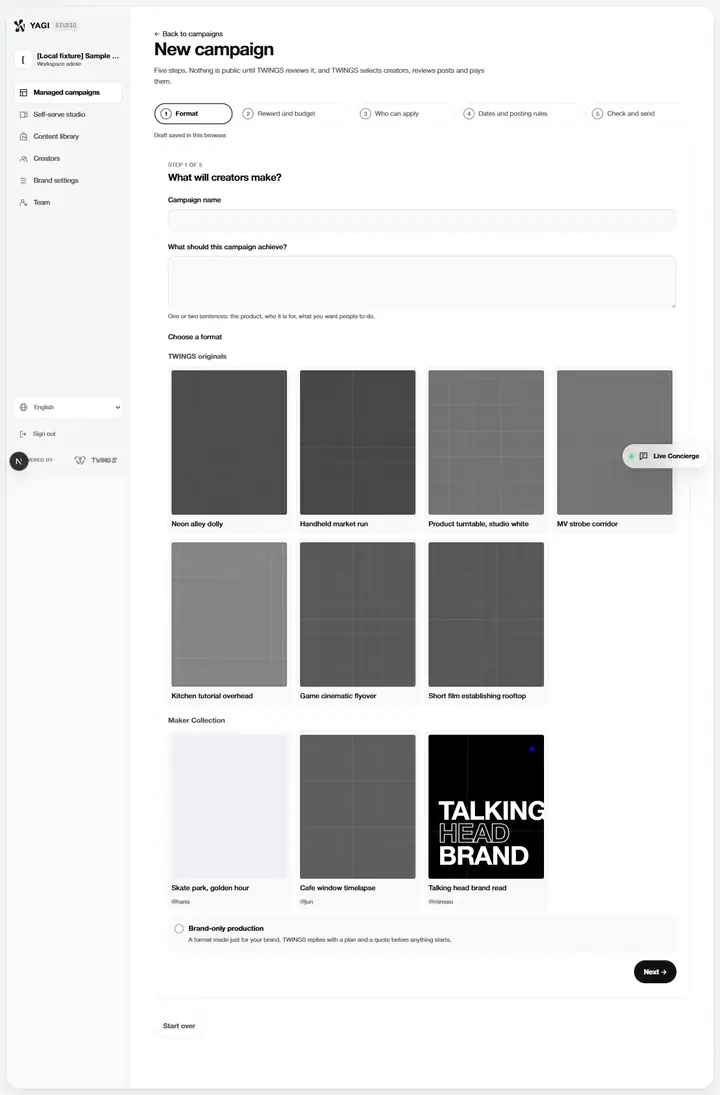 YAGI STUDIO
[
[Local fixture] Sample ...
Workspace admin
Managed campaigns
Self-serve studio
Content library
Creators
Brand settings
Team
English
Sign out
N
ERED BY TWINGS
← Back to campaigns
New campaign
Five steps. Nothing is public until TWINGS reviews it, and TWINGS selects creators, reviews posts and pays
them.
1 Format
2 Reward and budget
3 Who can apply
4 Dates and posting rules
5 Check and send
Draft saved in this browser.
STEP 1 OF 5
What will creators make?
Campaign name
What should this campaign achieve?
One or two sentences: the product, who it is for, what you want people to do.
Choose a format
TWINGS originals
Neon alley dolly
Handheld market run
Product turntable, studio white
MV strobe corridor
Live Concierge
Kitchen tutorial overhead
Game cinematic flyover
Short film establishing rooftop
Maker Collection
TALKING
HEAD
BRAND
Skate park, golden hour
@hana
Cafe window timelapse
@jun
Talking head brand read
@minseo
Brand-only production
A format made just for your brand. TWINGS replies with a plan and a quote before anything starts.
Next →
Start over